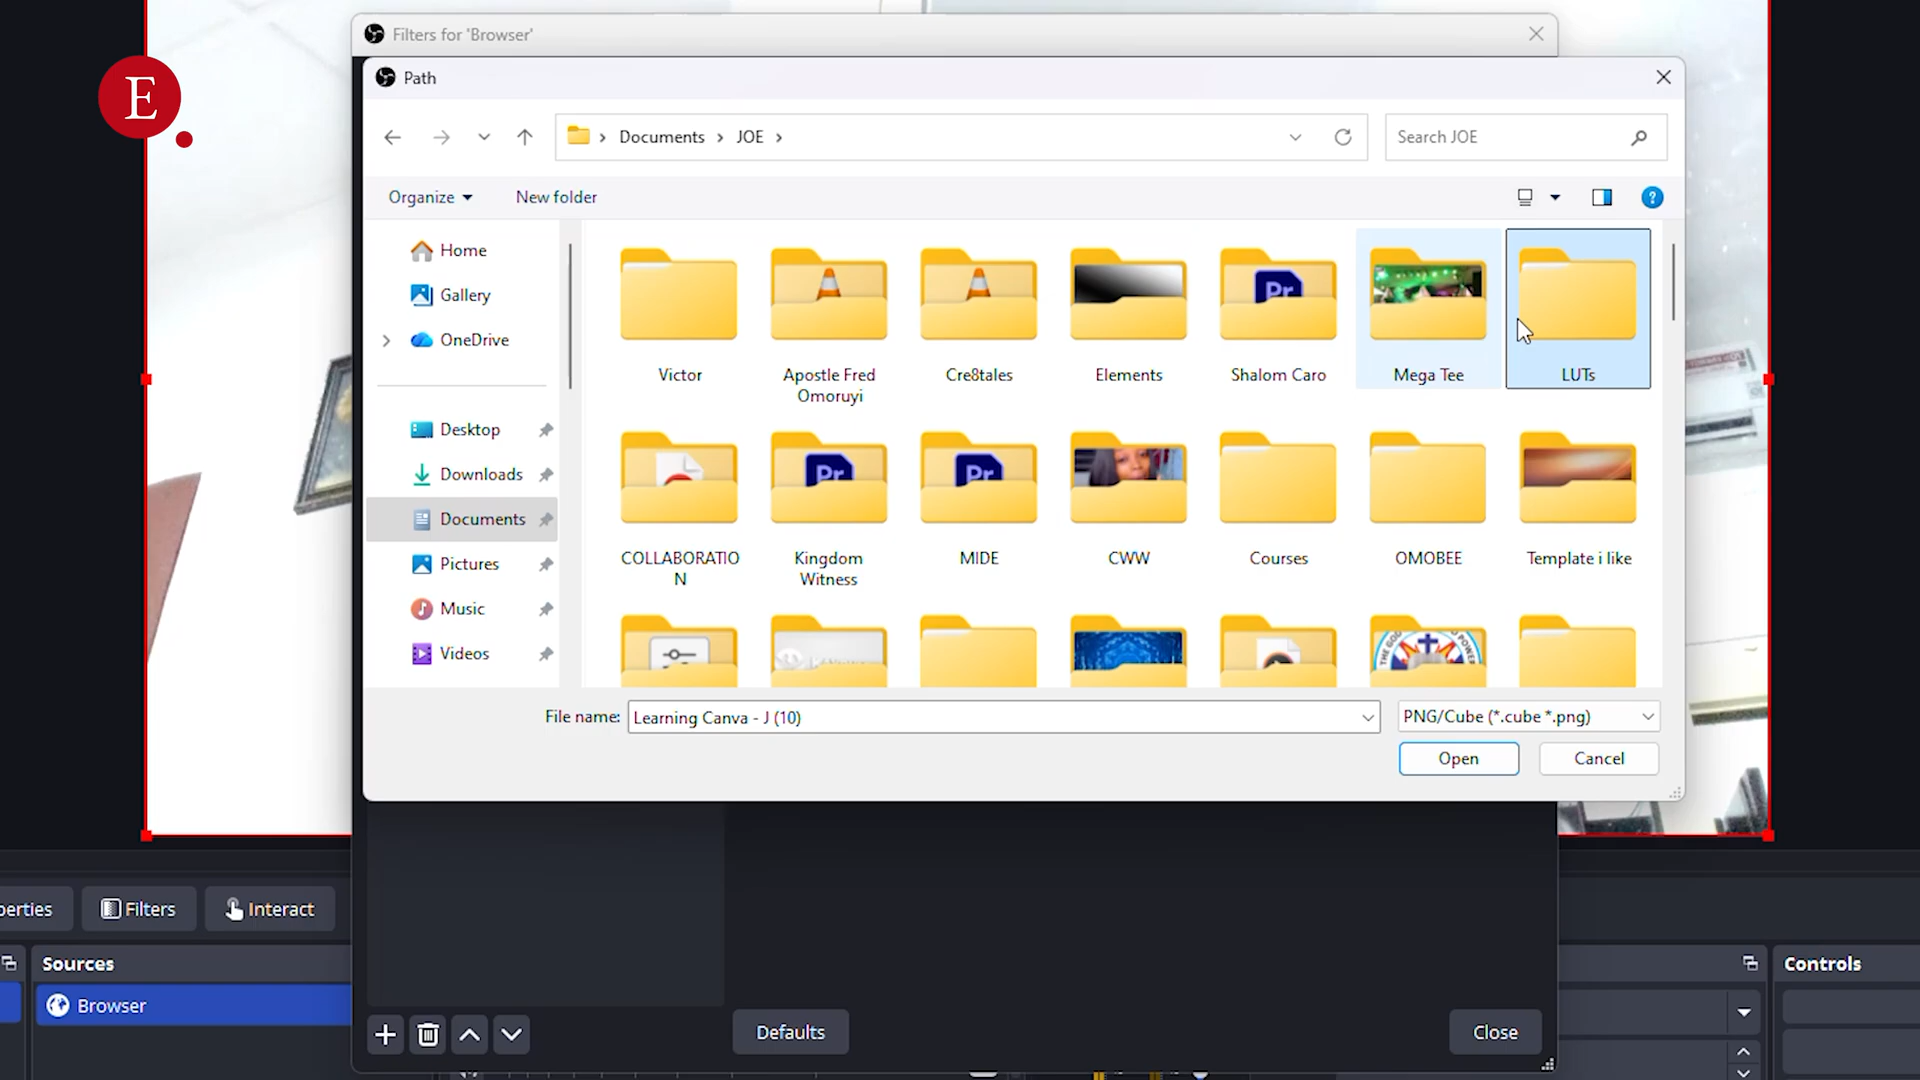 Filters for 'Browser'
E
Path
Documents
JOE
Search JOE
Organize
New folder
?
Home
Gallery
OneDrive
Desktop
Downloads
Documents
Pictures
Music
Videos
Victor
Apostle Fred
Omoruyi
Cre8tales
Elements
Pr
Shalom Caro
Mega Tee
LUTs
COLLABORATIO
N
Pr
Kingdom
Witness
Pr
MIDE
CWW
Courses
OMOBEE
Template i like
File name:
Learning Canva - J (10)
PNG/Cube (*.cube *.png)
Open
Cancel
perties
Filters
Interact
Sources
Controls
Browser
Defaults
Close